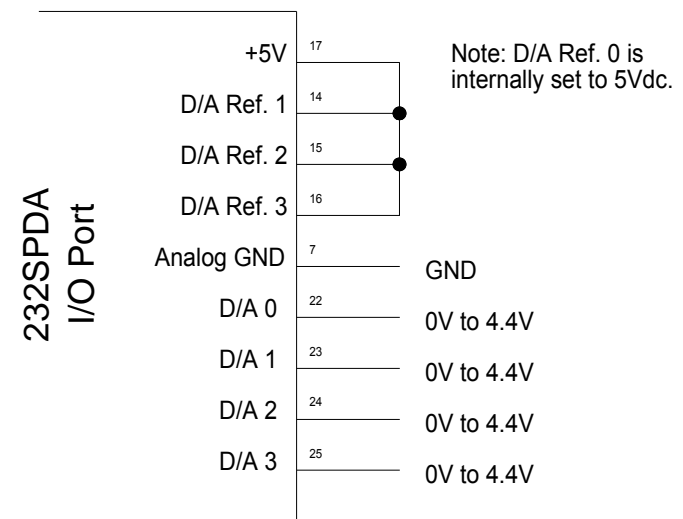 +5V 17
D/A Ref. 1 14
D/A Ref. 2 15
D/A Ref. 3 16
Analog GND 7 GND
D/A 0 22 0V to 4.4V
D/A 1 23 0V to 4.4V
D/A 2 24 0V to 4.4V
D/A 3 25 0V to 4.4V
232SPDA
I/O Port
Note: D/A Ref. 0 is
internally set to 5Vdc.